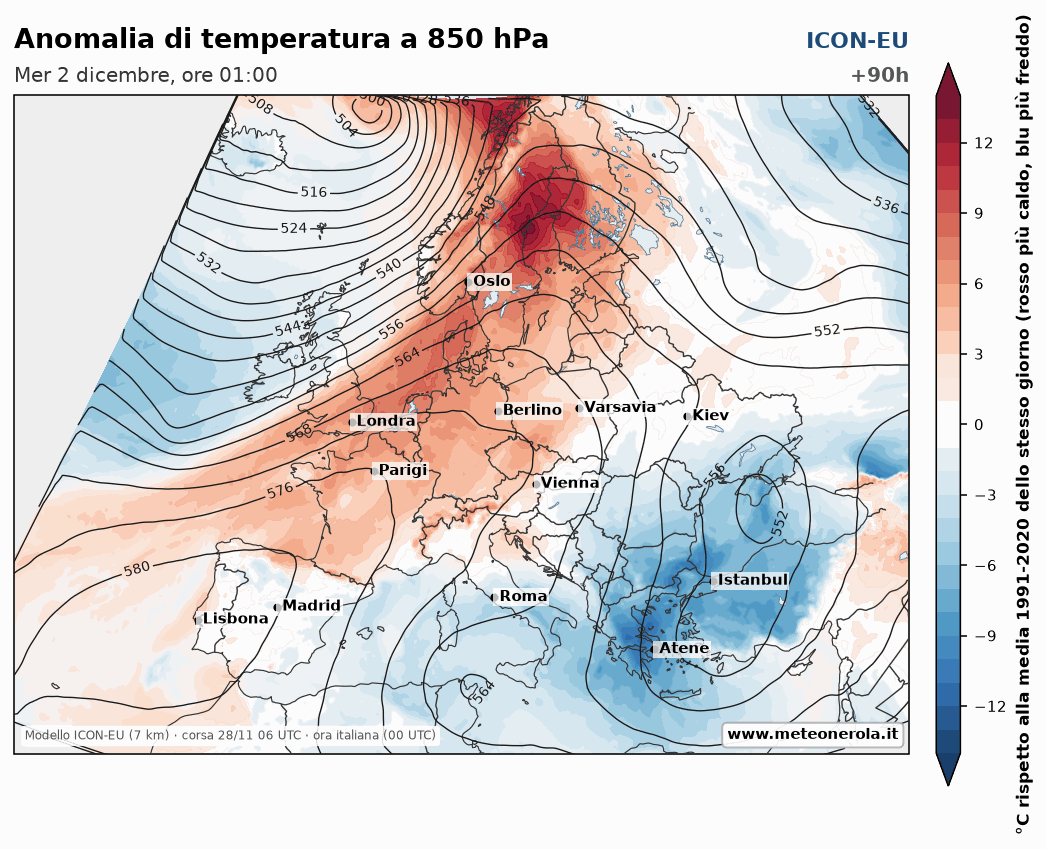 Anomalia di temperatura a 850 hPa
ICON-EU
Mer 2 dicembre, ore 01:00
+90h
508
504
500
528
536
532
516
524
532
540
548
536
544
556
564
552
Oslo
Berlino
Varsavia
Kiev
Londra
568
Parigi
576
Vienna
556
552
580
Istanbul
Madrid
Roma
Lisbona
Atene
564
Modello ICON-EU (7 km) · corsa 28/11 06 UTC · ora italiana (00 UTC)
www.meteonerola.it
12
9
6
3
0
−3
−6
−9
−12
°C rispetto alla media 1991-2020 dello stesso giorno (rosso più caldo, blu più freddo)